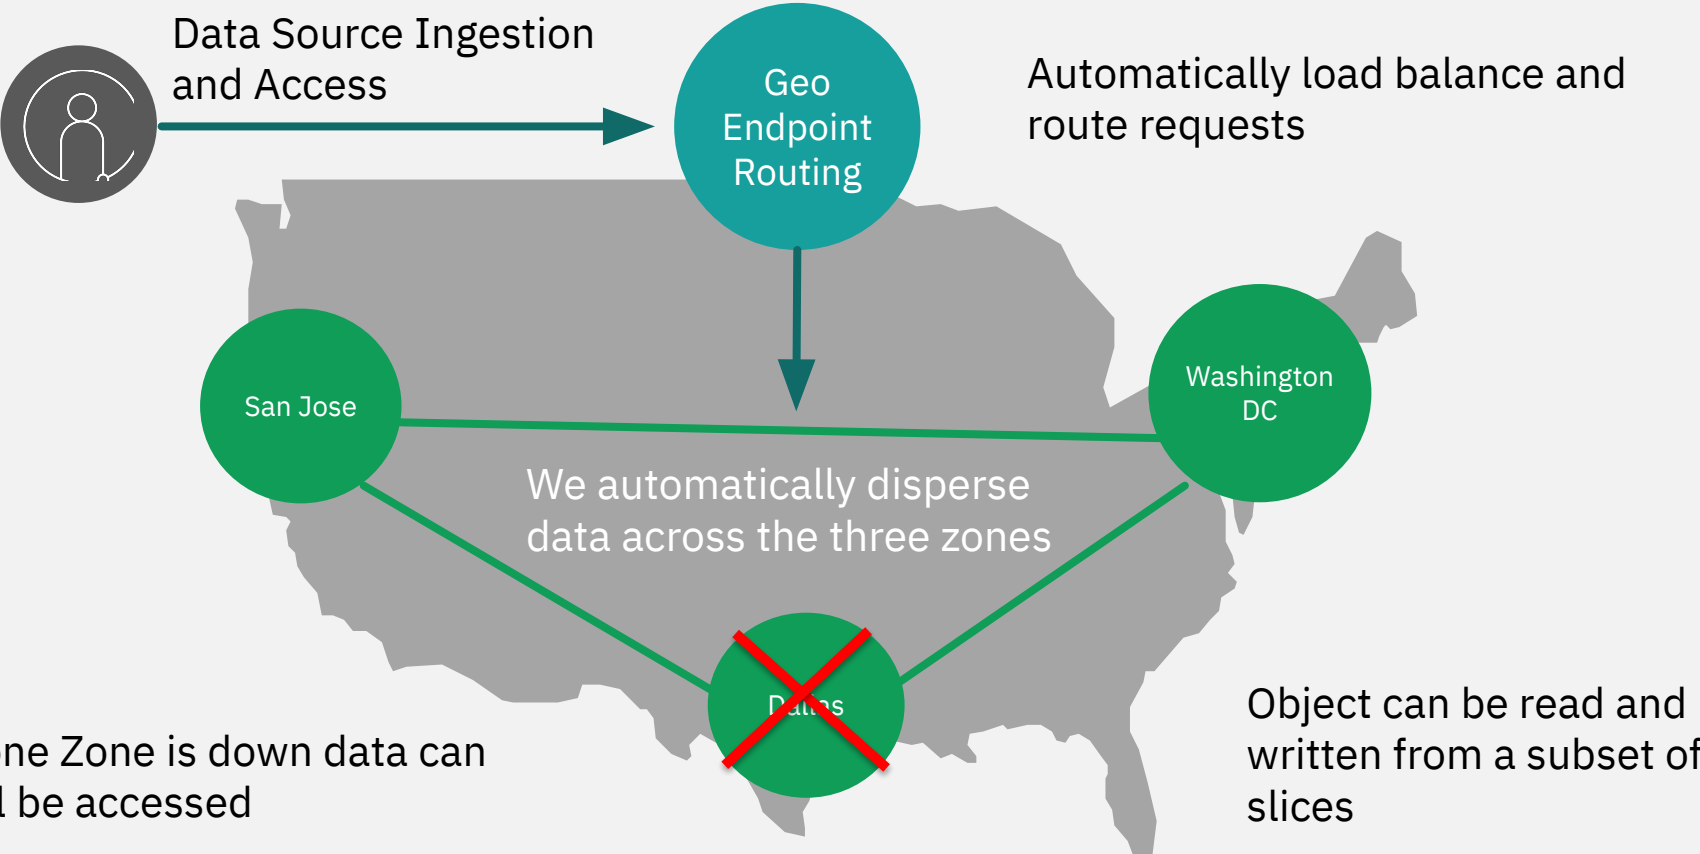 Data Source Ingestion
and Access
Geo
Endpoint
Routing
Automatically load balance and
route requests
San Jose
Washington
DC
We automatically disperse
data across the three zones
Dallas
one Zone is down data can
be accessed
Object can be read and
written from a subset of
slices